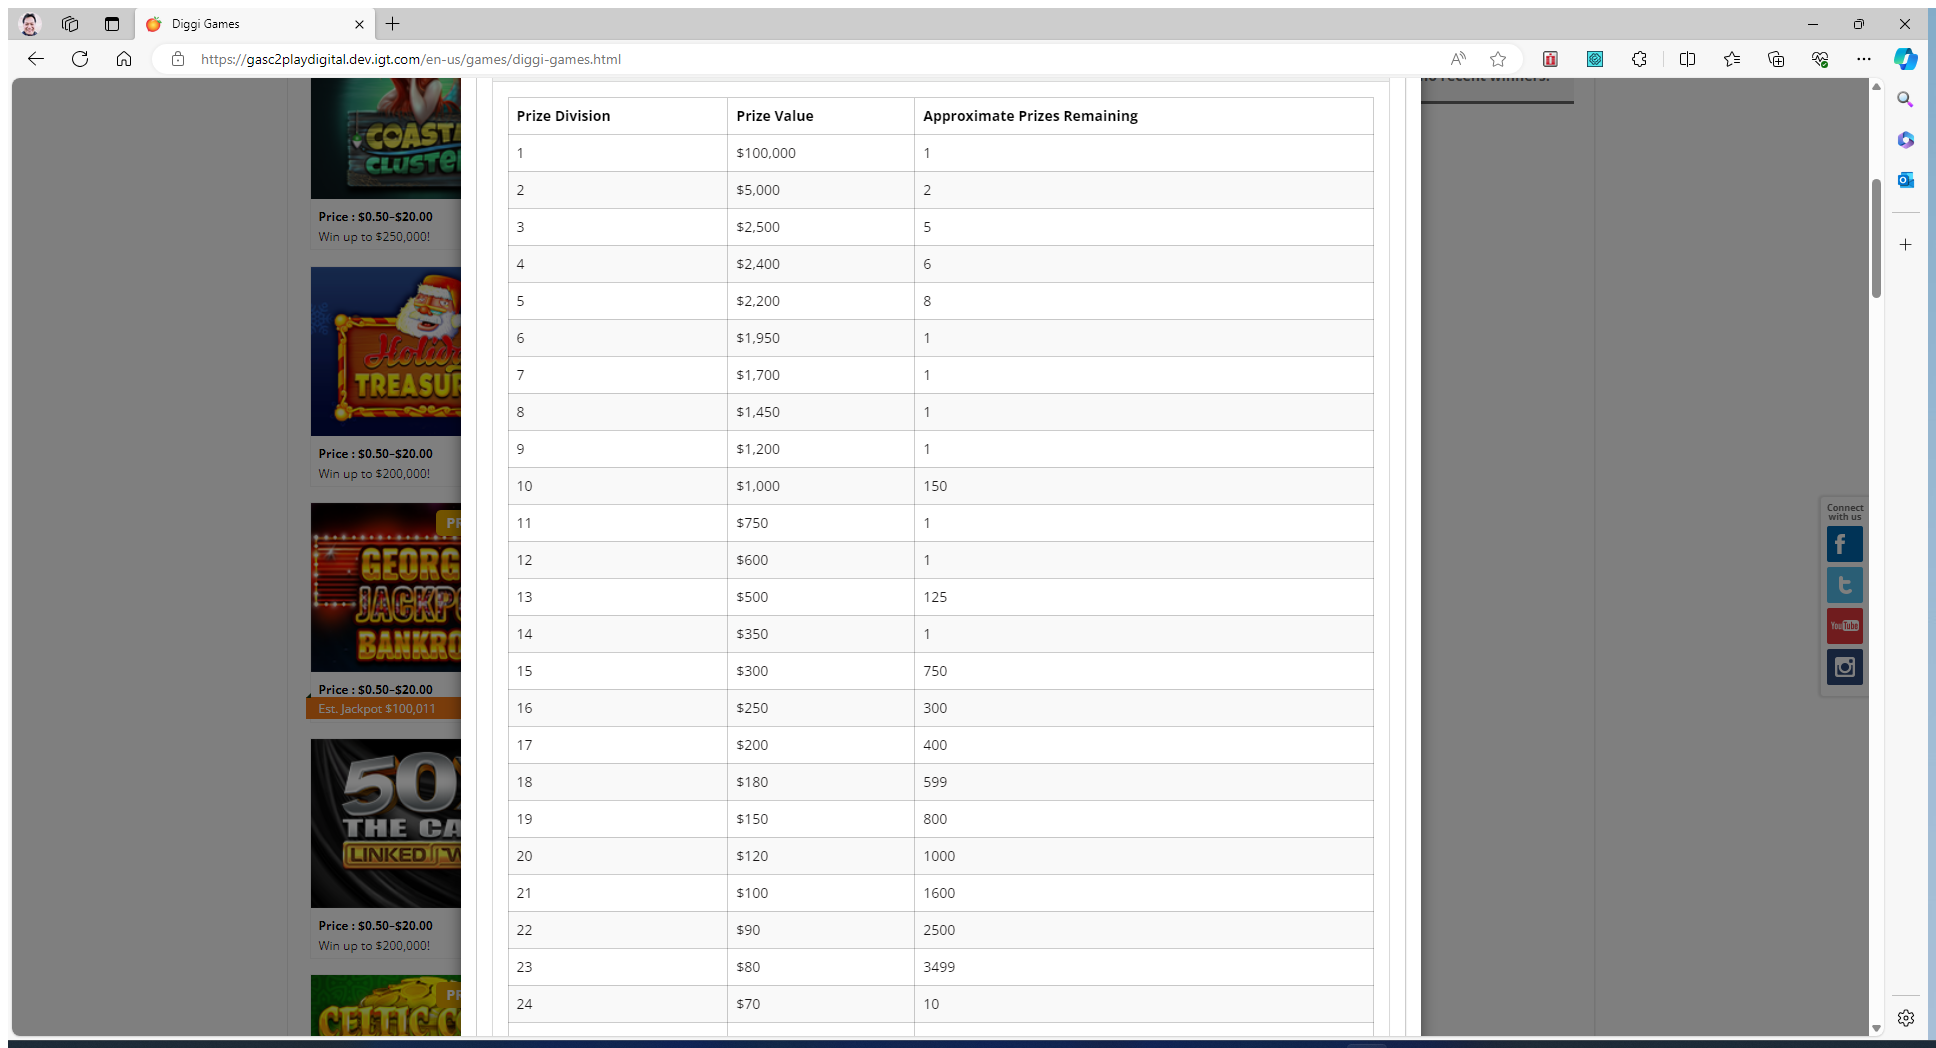 Diggi Games
https://gasc2playdigital.dev.igt.com/en-us/games/diggi-games.html
Prize Division Prize Value Approximate Prizes Remaining
1 $100,000 1
2 $5,000 2
3 $2,500 5
4 $2,400 6
5 $2,200 8
6 $1,950 1
7 $1,700 1
8 $1,450 1
9 $1,200 1
10 $1,000 150
11 $750 1
12 $600 1
13 $500 125
14 $350 1
15 $300 750
16 $250 300
17 $200 400
18 $180 599
19 $150 800
20 $120 1000
21 $100 1600
22 $90 2500
23 $80 3499
24 $70 10
COAST
CLUSTE
Price : $0.50–$20.00
Win up to $250,000!
Holid
TREASU
Price : $0.50–$20.00
Win up to $200,000!
PR
GEORG
JACKP
BANKRO
Price : $0.50–$20.00
Est. Jackpot $100,011
50
THE CA
LINKED W
Price : $0.50–$20.00
Win up to $200,000!
PR
CELTIC C
recent winners.
Connect
with us
YouTube